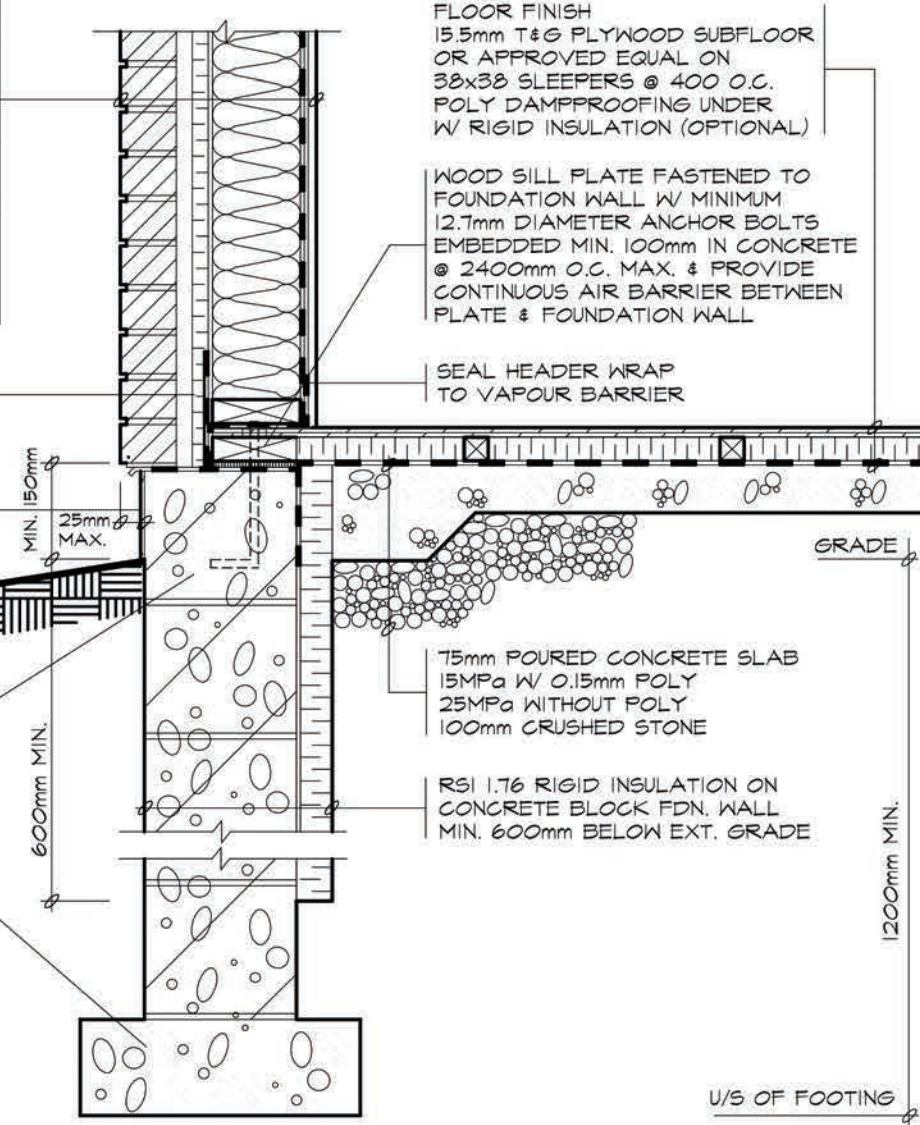 FLOOR FINISH
15.5mm T&G PLYWOOD SUBFLOOR
OR APPROVED EQUAL ON
38x38 SLEEPERS @ 400 O.C.
POLY DAMPPROOFING UNDER
W/ RIGID INSULATION (OPTIONAL)
WOOD SILL PLATE FASTENED TO
FOUNDATION WALL W/ MINIMUM
12.7mm DIAMETER ANCHOR BOLTS
EMBEDDED MIN. 100mm IN CONCRETE
@ 2400mm O.C. MAX. & PROVIDE
CONTINUOUS AIR BARRIER BETWEEN
PLATE & FOUNDATION WALL
SEAL HEADER WRAP
TO VAPOUR BARRIER
MIN. 150mm
25mm
MAX.
GRADE
75mm POURED CONCRETE SLAB
15MPa W/ 0.15mm POLY
25MPa WITHOUT POLY
100mm CRUSHED STONE
600mm MIN.
RSI 1.76 RIGID INSULATION ON
CONCRETE BLOCK FDN. WALL
MIN. 600mm BELOW EXT. GRADE
1200mm MIN.
U/S OF FOOTING